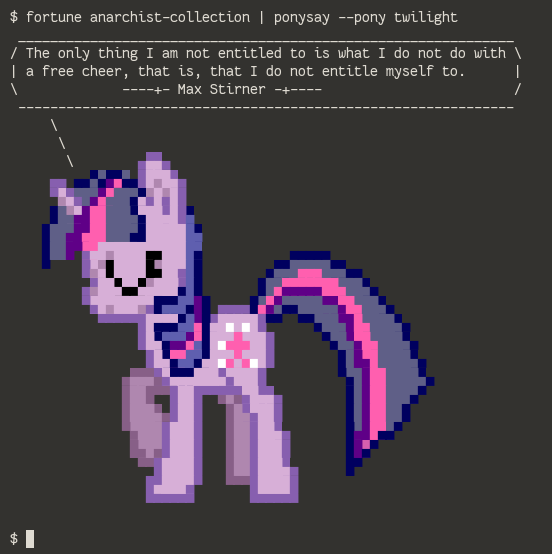 $ fortune anarchist-collection | ponysay --pony twilight
/ The only thing I am not entitled to is what I do not do with \
| a free cheer, that is, that I do not entitle myself to. |
\ ----+- Max Stirner -+---- /
\
\
\
$